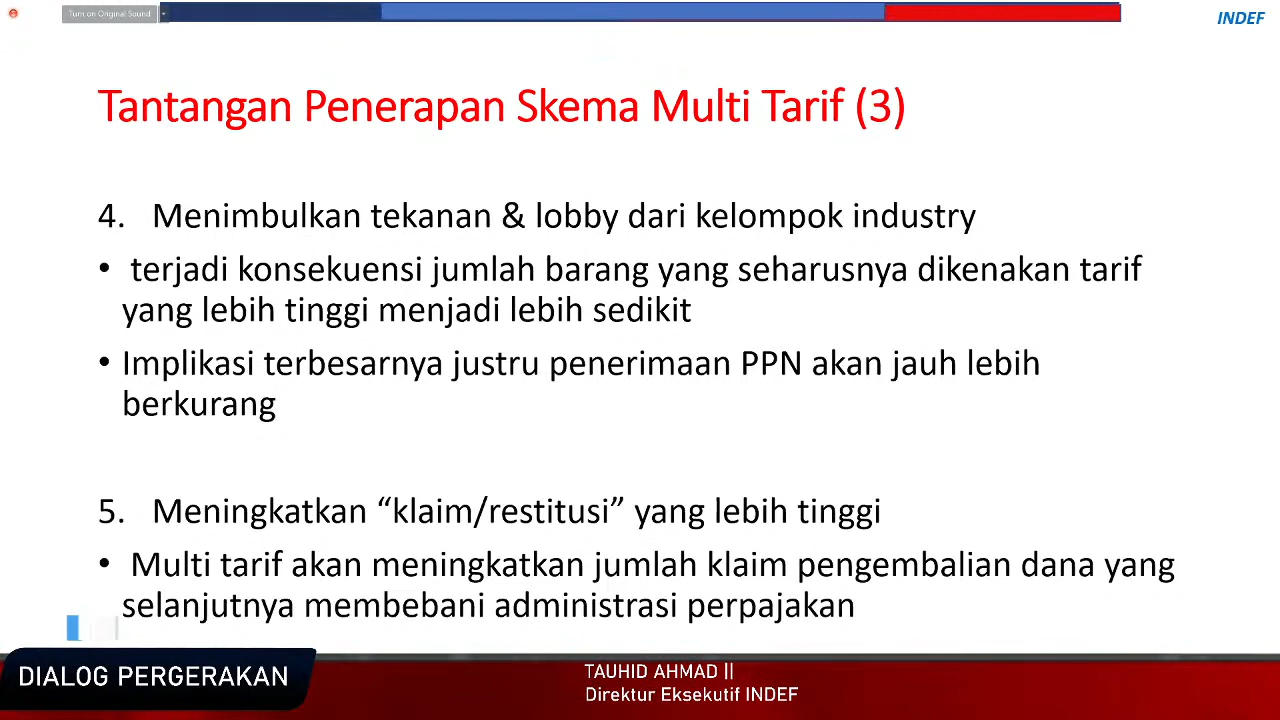 Turn on Original Sound
INDEF
Tantangan Penerapan Skema Multi Tarif (3)
4. Menimbulkan tekanan & lobby dari kelompok industry
• terjadi konsekuensi jumlah barang yang seharusnya dikenakan tarif
yang lebih tinggi menjadi lebih sedikit
• Implikasi terbesarnya justru penerimaan PPN akan jauh lebih
berkurang
5. Meningkatkan “klaim/restitusi” yang lebih tinggi
• Multi tarif akan meningkatkan jumlah klaim pengembalian dana yang
selanjutnya membebani administrasi perpajakan
DIALOG PERGERAKAN
TAUHID AHMAD ||
Direktur Eksekutif INDEF